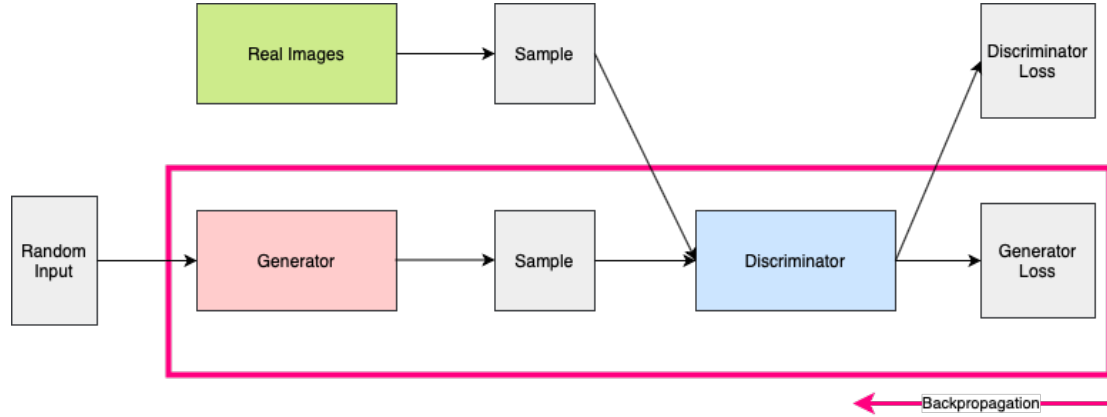 Real Images
Sample
Discriminator
Loss
Random
Input
Generator
Sample
Discriminator
Generator
Loss
Backpropagation